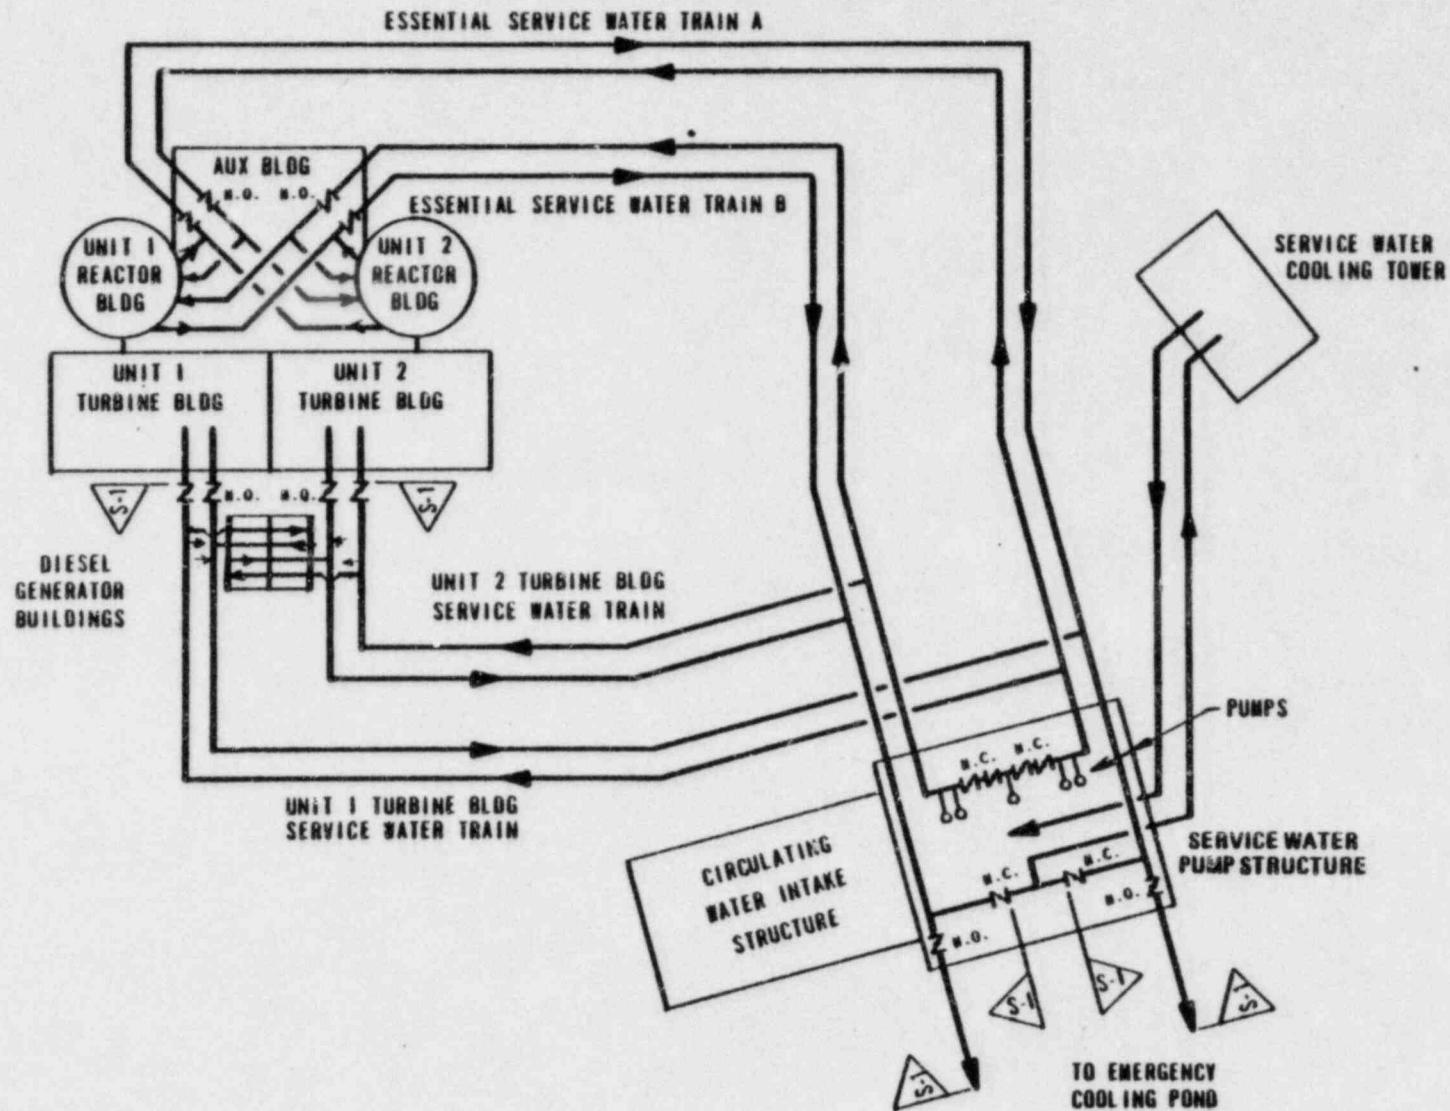 ESSENTIAL SERVICE WATER TRAIN A
AUX BLDG
N.O. N.O.
ESSENTIAL SERVICE WATER TRAIN B
UNIT 1
REACTOR
BLDG
UNIT 2
REACTOR
BLDG
SERVICE WATER
COOLING TOWER
UNIT 1
TURBINE BLDG
UNIT 2
TURBINE BLDG
S-1
N.O. N.O.
S-1
DIESEL
GENERATOR
BUILDINGS
UNIT 2 TURBINE BLDG
SERVICE WATER TRAIN
PUMPS
N.C. N.C.
UNIT 1 TURBINE BLDG
SERVICE WATER TRAIN
SERVICE WATER
PUMP STRUCTURE
CIRCULATING
WATER INTAKE
STRUCTURE
N.C.
N.C.
N.O.
N.O.
S-1
S-1
S-1
S-1
TO EMERGENCY
COOLING POND